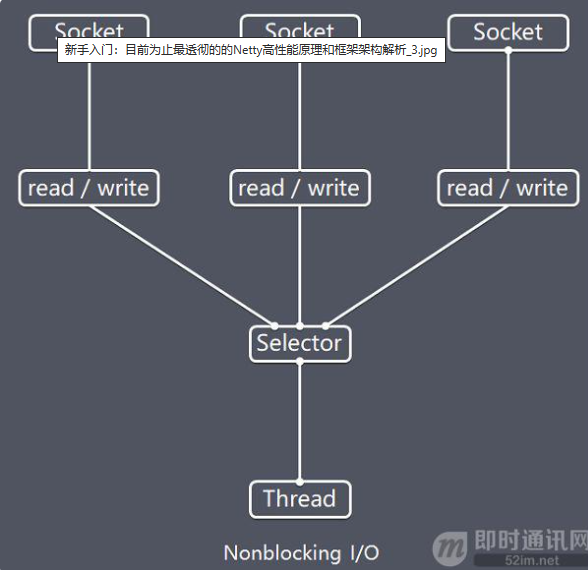 Socket
Socket
Socket
新手入门：目前为止最透彻的的Netty高性能原理和框架架构解析_3.jpg
read / write
read / write
read / write
Selector
Thread
Nonblocking I/O
即时通讯网
52im.net